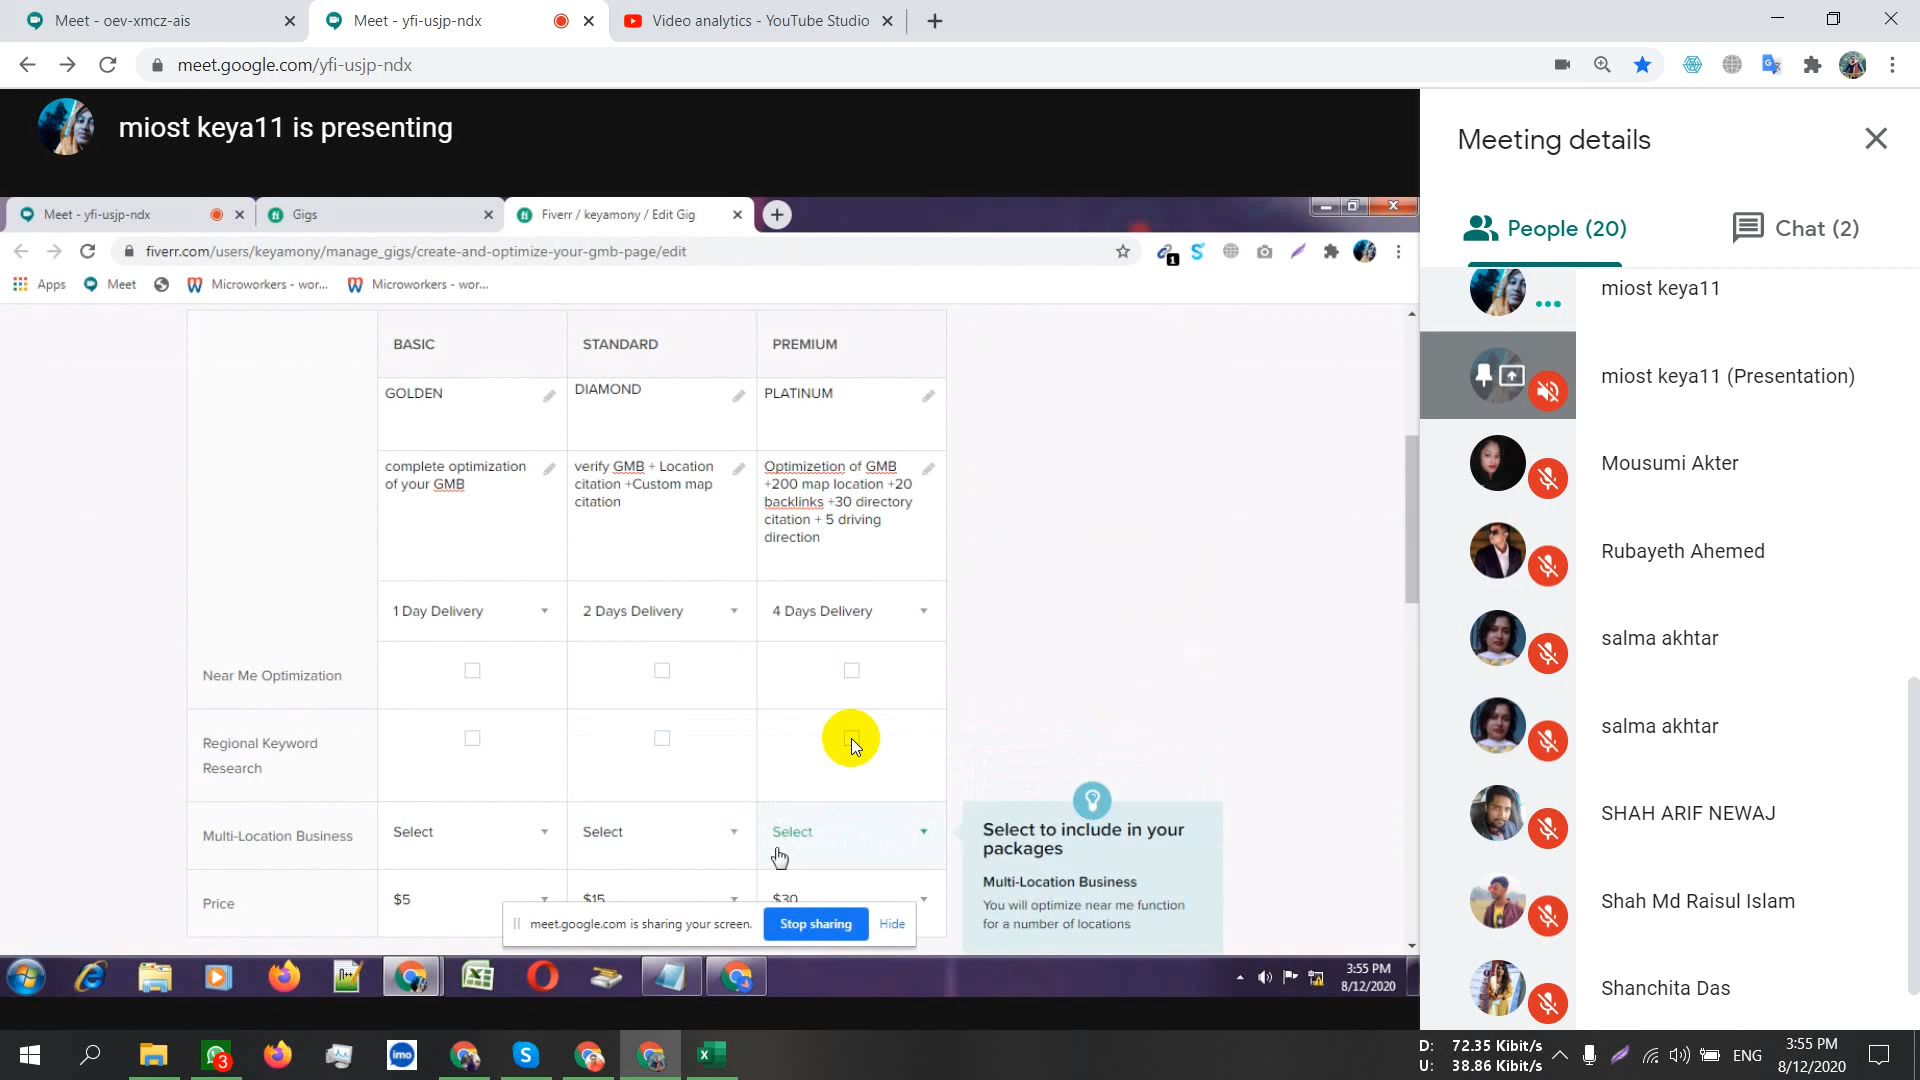 Meet - oev-xmcz-ais
Meet - yfi-usjp-ndx
Video analytics - YouTube Studio
meet.google.com/yfi-usjp-ndx
miost keya11 is presenting
Meet - yfi-usjp-ndx
Gigs
Fiverr / keyamony / Edit Gig
fiverr.com/users/keyamony/manage_gigs/create-and-optimize-your-gmb-page/edit
1
Apps
Meet
Microworkers - wor...
Microworkers - wor...
BASIC
STANDARD
PREMIUM
GOLDEN
DIAMOND
PLATINUM
complete optimization
of your GMB
verify GMB + Location
citation +Custom map
citation
Optimizetion of GMB
+200 map location +20
backlinks +30 directory
citation + 5 driving
direction
1 Day Delivery
2 Days Delivery
4 Days Delivery
Near Me Optimization
Regional Keyword
Research
Multi-Location Business
Select
Select
Select
Price
$5
$15
$30
Select to include in your
packages
Multi-Location Business
You will optimize near me function
for a number of locations
meet.google.com is sharing your screen.
Stop sharing
Hide
3:55 PM
8/12/2020
Meeting details
People (20)
Chat (2)
miost keya11
miost keya11 (Presentation)
Mousumi Akter
Rubayeth Ahemed
salma akhtar
salma akhtar
SHAH ARIF NEWAJ
Shah Md Raisul Islam
Shanchita Das
3
imo
D: 72.35 Kibit/s
U: 38.86 Kibit/s
ENG
3:55 PM
8/12/2020